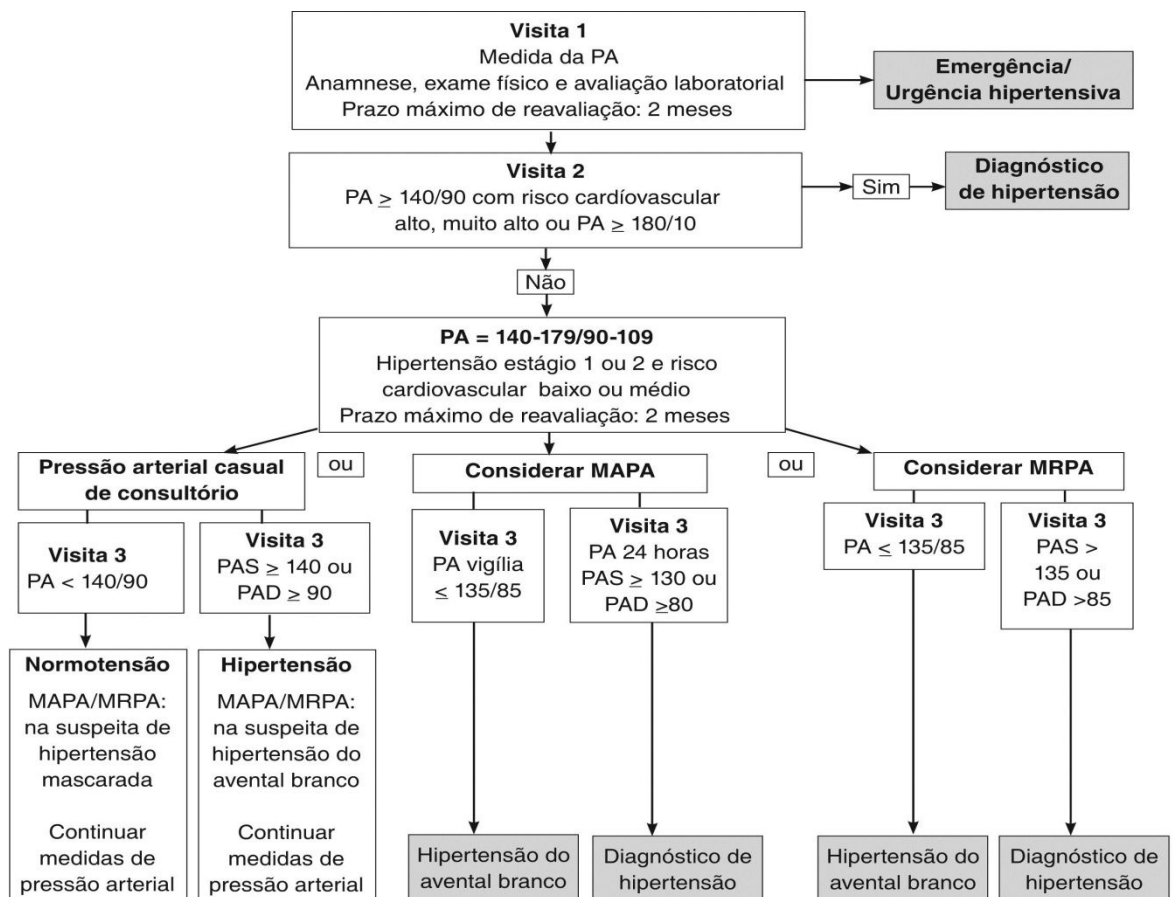 Visita 1
Medida da PA
Anamnese, exame físico e avaliação laboratorial
Prazo máximo de reavaliação: 2 meses
Emergência/
Urgência hipertensiva
Visita 2
PA ≥ 140/90 com risco cardíovascular
alto, muito alto ou PA ≥ 180/10
Sim
Diagnóstico
de hipertensão
Não
PA = 140-179/90-109
Hipertensão estágio 1 ou 2 e risco
cardiovascular baixo ou médio
Prazo máximo de reavaliação: 2 meses
Pressão arterial casual
de consultório
ou
Considerar MAPA
ou
Considerar MRPA
Visita 3
PA < 140/90
Visita 3
PAS ≥ 140 ou
PAD ≥ 90
Visita 3
PA vigília
≤ 135/85
Visita 3
PA 24 horas
PAS ≥ 130 ou
PAD ≥80
Visita 3
PA ≤ 135/85
Visita 3
PAS >
135 ou
PAD >85
Normotensão
MAPA/MRPA:
na suspeita de
hipertensão
mascarada
Continuar
medidas de
pressão arterial
Hipertensão
MAPA/MRPA:
na suspeita de
hipertensão do
avental branco
Continuar
medidas de
pressão arterial
Hipertensão do
avental branco
Diagnóstico de
hipertensão
Hipertensão do
avental branco
Diagnóstico de
hipertensão